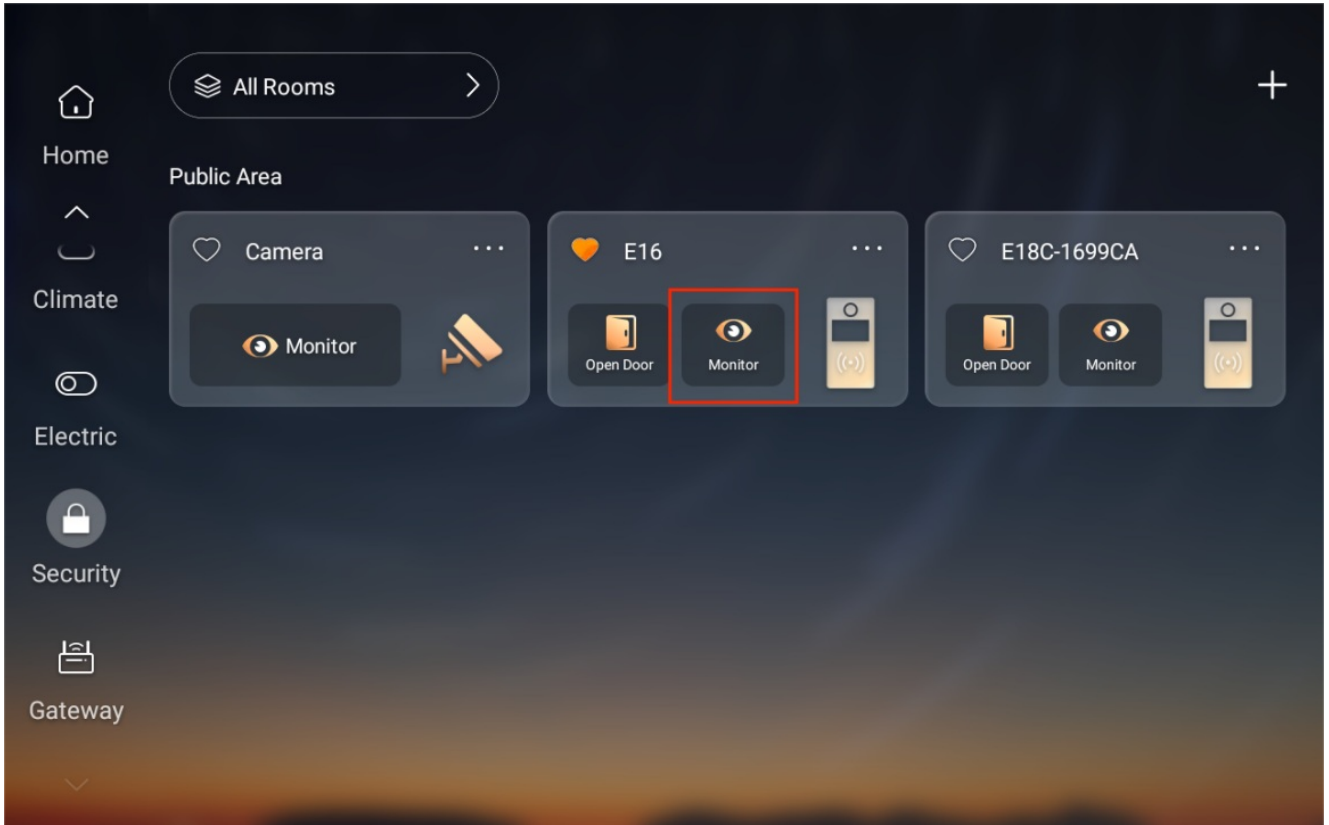 All Rooms
Home
Public Area
Camera
E16
E18C-1699CA
Climate
Monitor
Open Door
Monitor
Open Door
Monitor
Electric
Security
Gateway